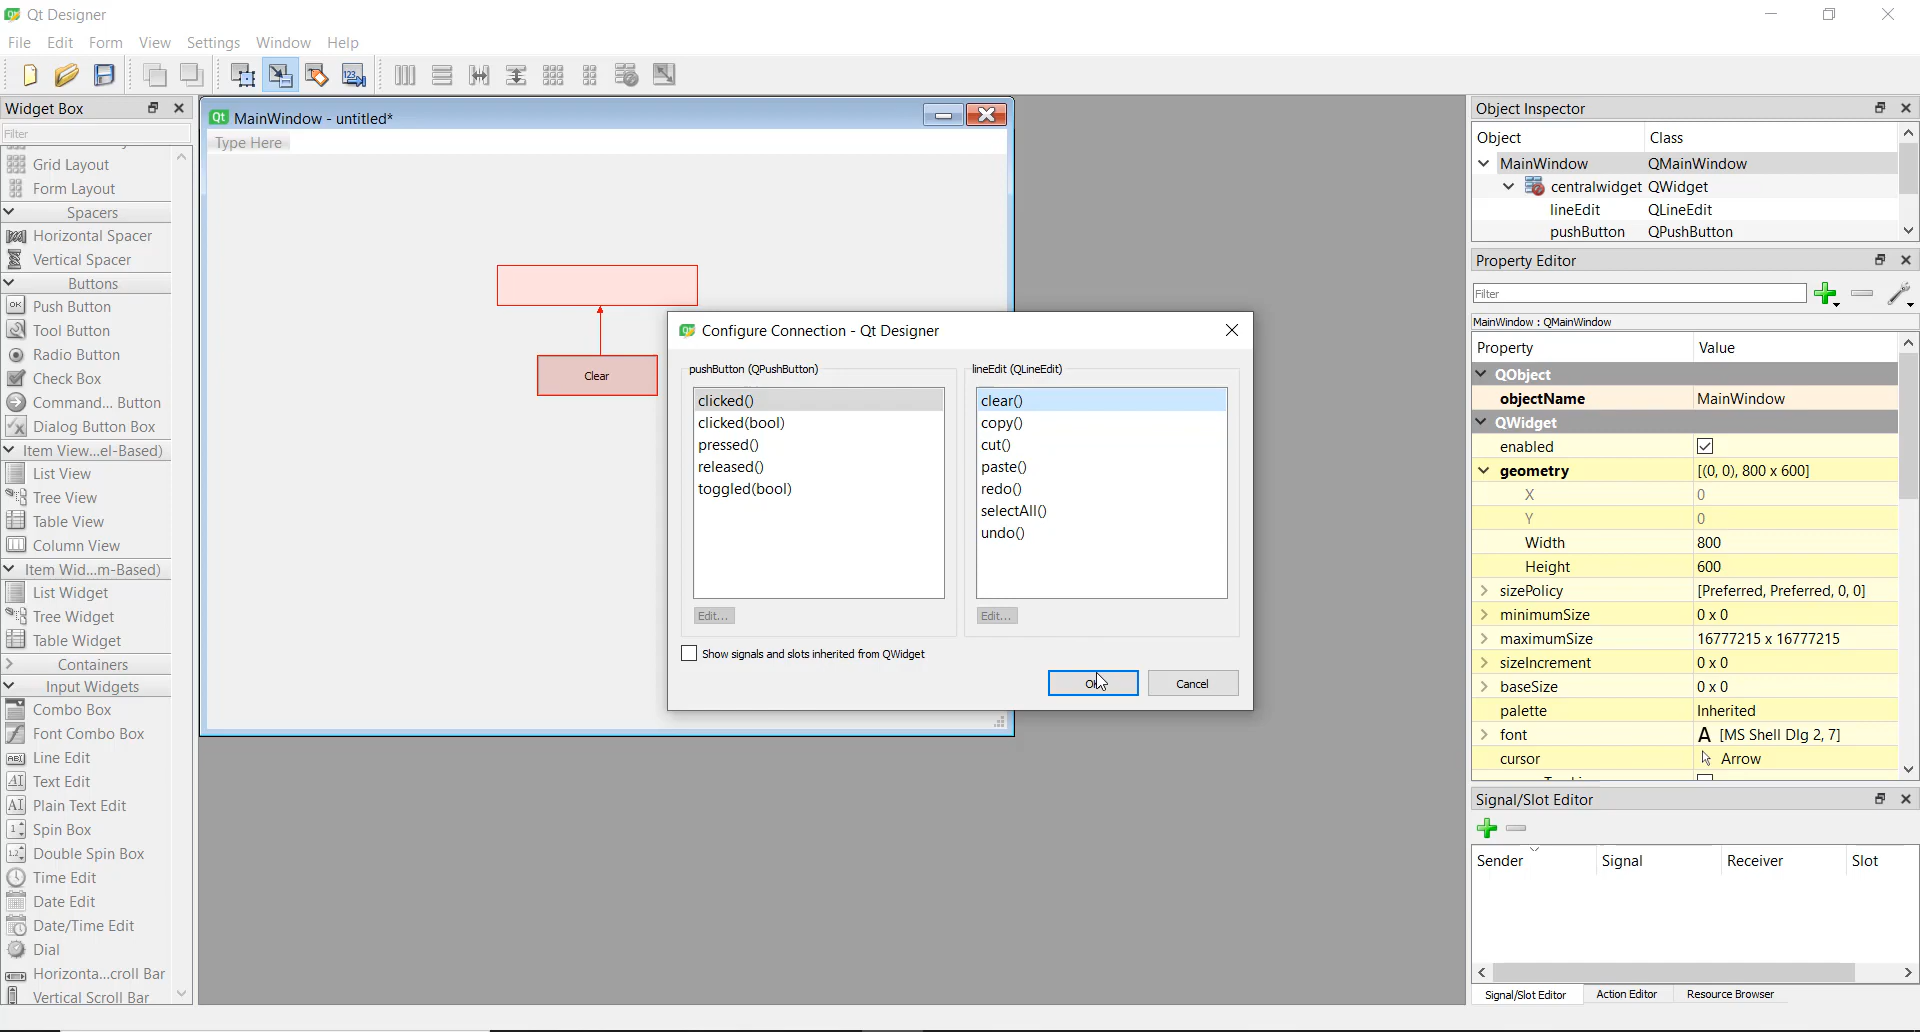 Qt Designer
File Edit Form View Settings Window Help
Widget Box
Filter
Grid Layout
Form Layout
Spacers
Horizontal Spacer
Vertical Spacer
Buttons
OK Push Button
Tool Button
Radio Button
Check Box
Command... Button
Dialog Button Box
Item View...el-Based)
List View
Tree View
Table View
Column View
Item Wid...m-Based)
List Widget
Tree Widget
Table Widget
Containers
Input Widgets
Combo Box
Font Combo Box
Line Edit
Text Edit
Plain Text Edit
Spin Box
Double Spin Box
Time Edit
Date Edit
Date/Time Edit
Dial
Horizonta...croll Bar
Vertical Scroll Bar
MainWindow - untitled*
Type Here
Clear
Configure Connection - Qt Designer
pushButton (QPushButton)
clicked()
clicked(bool)
pressed()
released()
toggled(bool)
Edit...
lineEdit (QLineEdit)
clear()
copy()
cut()
paste()
redo()
selectAll()
undo()
Edit...
Show signals and slots inherited from QWidget
Cancel
Object Inspector
Object Class
MainWindow QMainWindow
centralwidget QWidget
lineEdit QLineEdit
pushButton QPushButton
Property Editor
Filter
MainWindow : QMainWindow
Property Value
QObject
objectName MainWindow
QWidget
enabled
geometry [(0, 0), 800 x 600]
X 0
Y 0
Width 800
Height 600
sizePolicy [Preferred, Preferred, 0, 0]
minimumSize 0 x 0
maximumSize 16777215 x 16777215
sizeIncrement 0 x 0
baseSize 0 x 0
palette Inherited
font A [MS Shell Dlg 2, 7]
cursor Arrow
Signal/Slot Editor
Sender Signal Receiver Slot
Signal/Slot Editor Action Editor Resource Browser